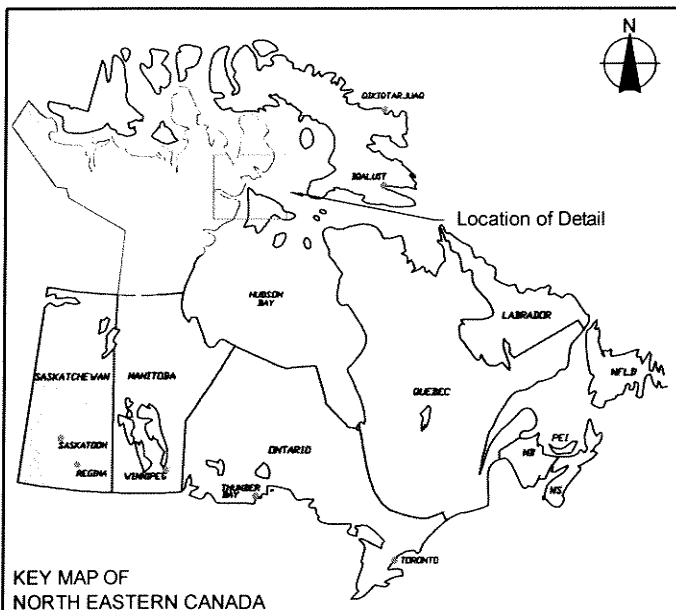 N
QIKIQTARJUAQ
IQALUIT
Location of Detail
HUDSON
BAY
LABRADOR
NFLD
SASKATCHEWAN
MANITOBA
QUEBEC
SASKATOON
ONTARIO
PEI
NB
REGINA
WINNIPEG
THUNDER
BAY
NS
TORONTO
KEY MAP OF
NORTH EASTERN CANADA